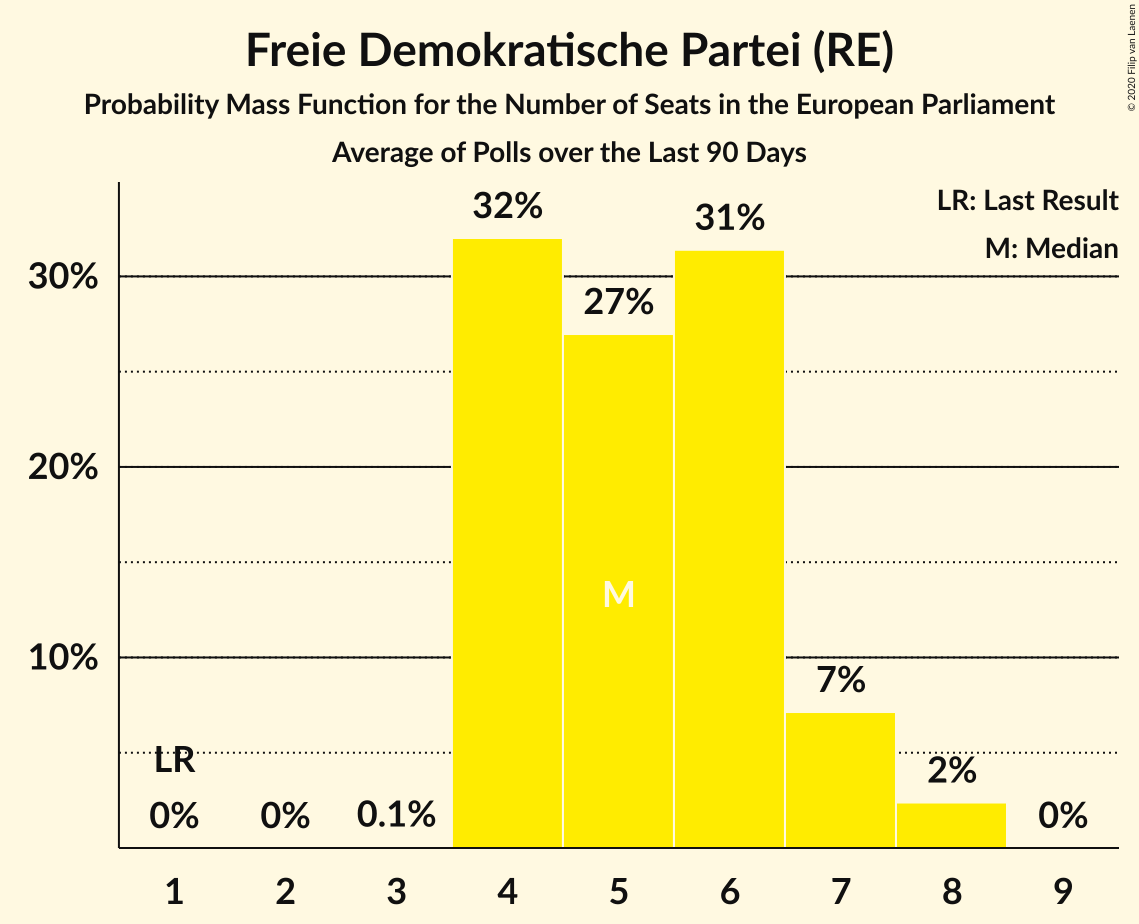 Freie Demokratische Partei (RE)
Probability Mass Function for the Number of Seats in the European Parliament
Average of Polls over the Last 90 Days
© 2020 Filip van Laenen
LR: Last Result
M: Median
32%
31%
30%
27%
20%
M
10%
7%
LR
2%
0%
0%
0.1%
0%
1
2
3
4
5
6
7
8
9